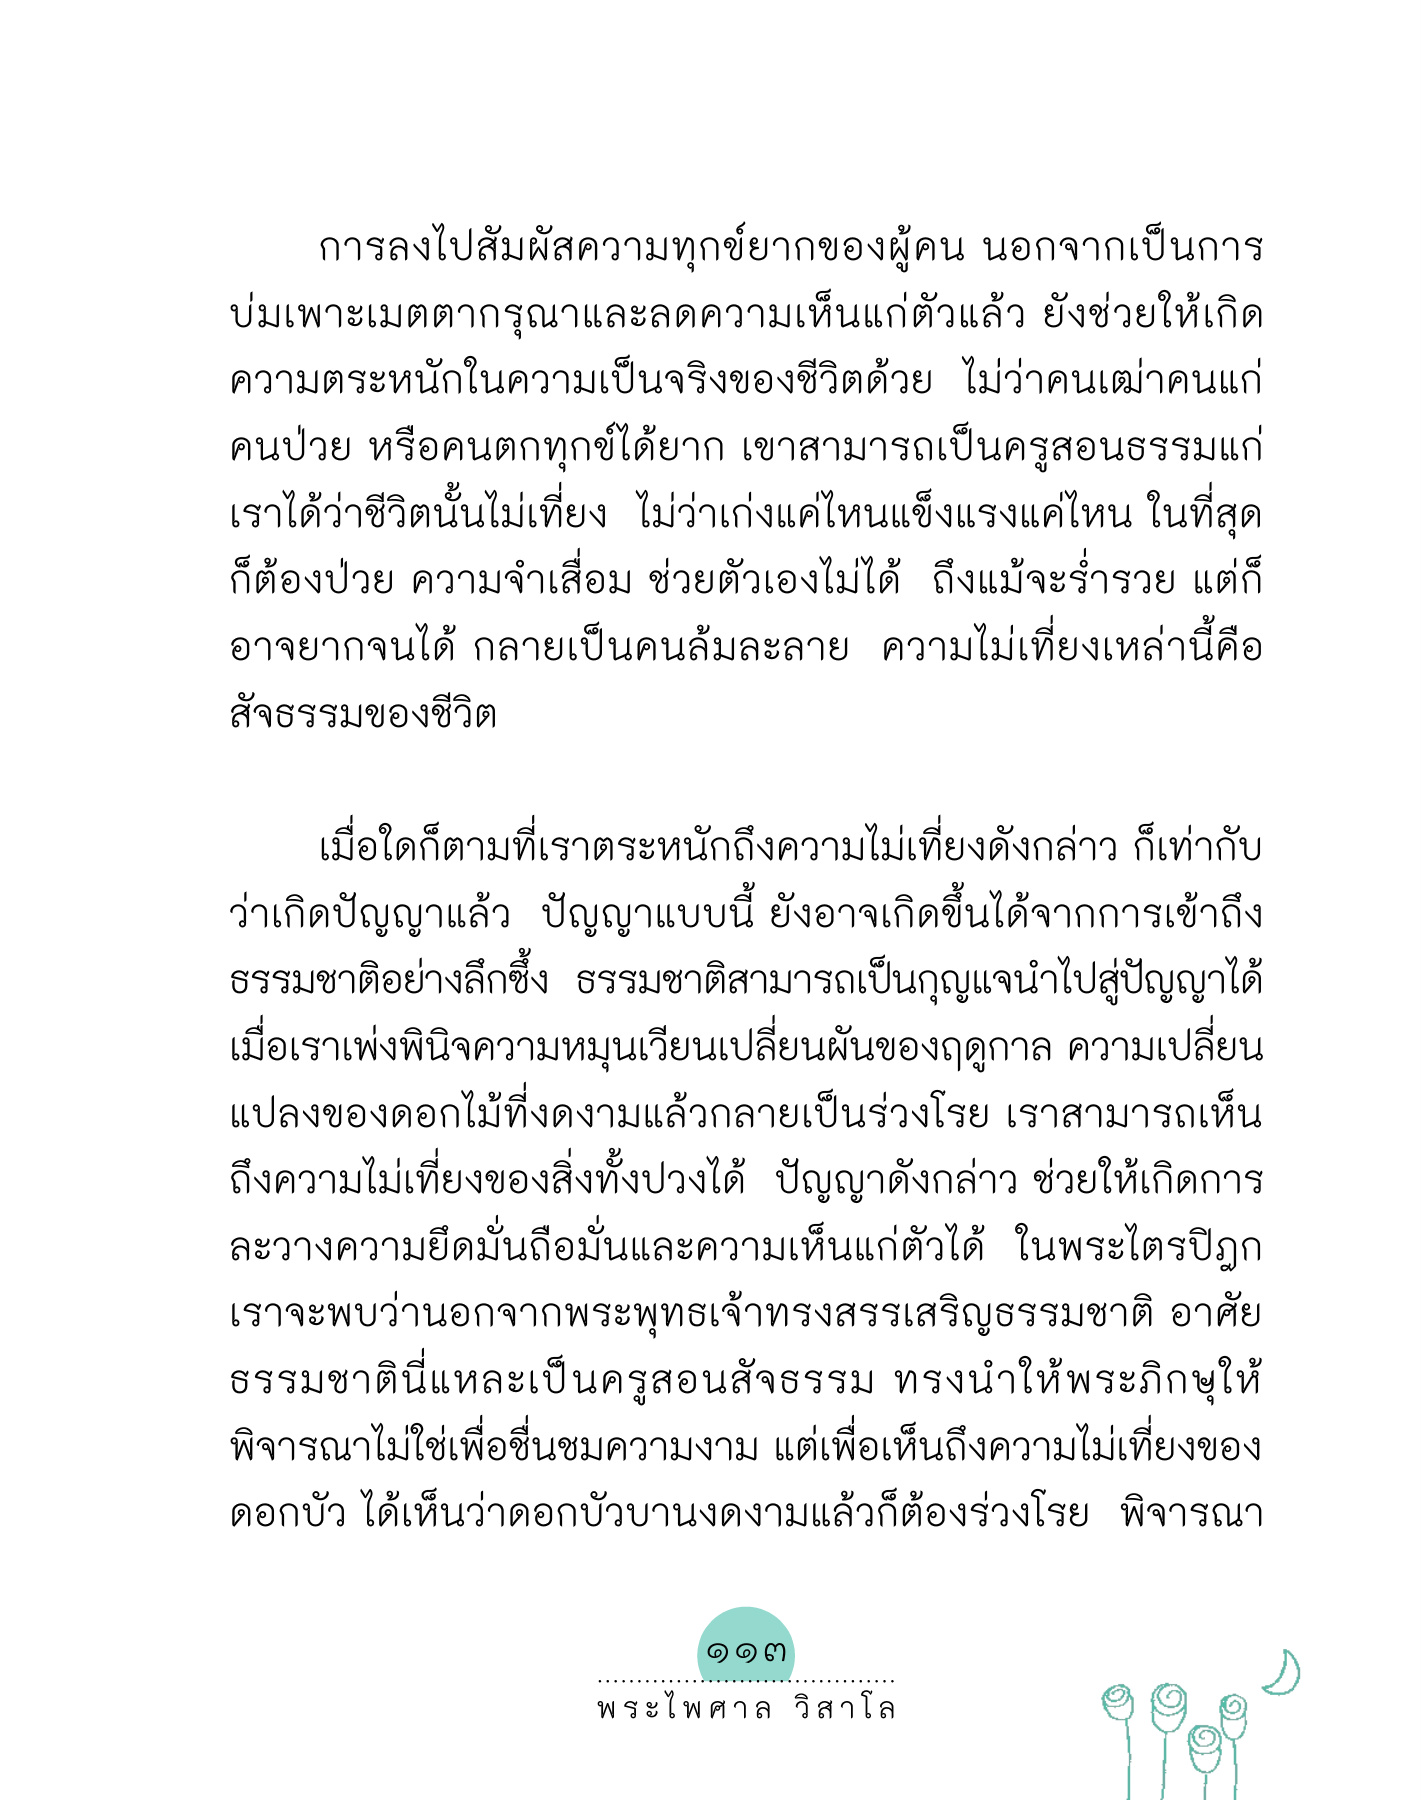 การลงไปสัมผัสความทุกข์ยากของผู้คน นอกจากเป็นการ
บ่มเพาะเมตตากรุณาและลดความเห็นแก่ตัวแล้ว ยังช่วยให้เกิด
ความตระหนักในความเป็นจริงของชีวิตด้วย  ไม่ว่าคนเฒ่าคนแก่
คนป่วย หรือคนตกทุกข์ได้ยาก เขาสามารถเป็นครูสอนธรรมแก่
เราได้ว่าชีวิตนั้นไม่เที่ยง  ไม่ว่าเก่งแค่ไหนแข็งแรงแค่ไหน ในที่สุด
ก็ต้องป่วย ความจำเสื่อม ช่วยตัวเองไม่ได้  ถึงแม้จะร่ำรวย แต่ก็
อาจยากจนได้ กลายเป็นคนล้มละลาย  ความไม่เที่ยงเหล่านี้คือ
สัจธรรมของชีวิต
เมื่อใดก็ตามที่เราตระหนักถึงความไม่เที่ยงดังกล่าว ก็เท่ากับ
ว่าเกิดปัญญาแล้ว  ปัญญาแบบนี้ ยังอาจเกิดขึ้นได้จากการเข้าถึง
ธรรมชาติอย่างลึกซึ้ง  ธรรมชาติสามารถเป็นกุญแจนำไปสู่ปัญญาได้
เมื่อเราเพ่งพินิจความหมุนเวียนเปลี่ยนผันของฤดูกาล ความเปลี่ยน
แปลงของดอกไม้ที่งดงามแล้วกลายเป็นร่วงโรย เราสามารถเห็น
ถึงความไม่เที่ยงของสิ่งทั้งปวงได้  ปัญญาดังกล่าว ช่วยให้เกิดการ
ละวางความยึดมั่นถือมั่นและความเห็นแก่ตัวได้  ในพระไตรปิฎก
เราจะพบว่านอกจากพระพุทธเจ้าทรงสรรเสริญธรรมชาติ อาศัย
ธรรมชาตินี่แหละเป็นครูสอนสัจธรรม ทรงนำให้พระภิกษุให้
พิจารณาไม่ใช่เพื่อชื่นชมความงาม แต่เพื่อเห็นถึงความไม่เที่ยงของ
ดอกบัว ได้เห็นว่าดอกบัวบานงดงามแล้วก็ต้องร่วงโรย  พิจารณา
๑๑๓
พระไพศาล วิสาโล